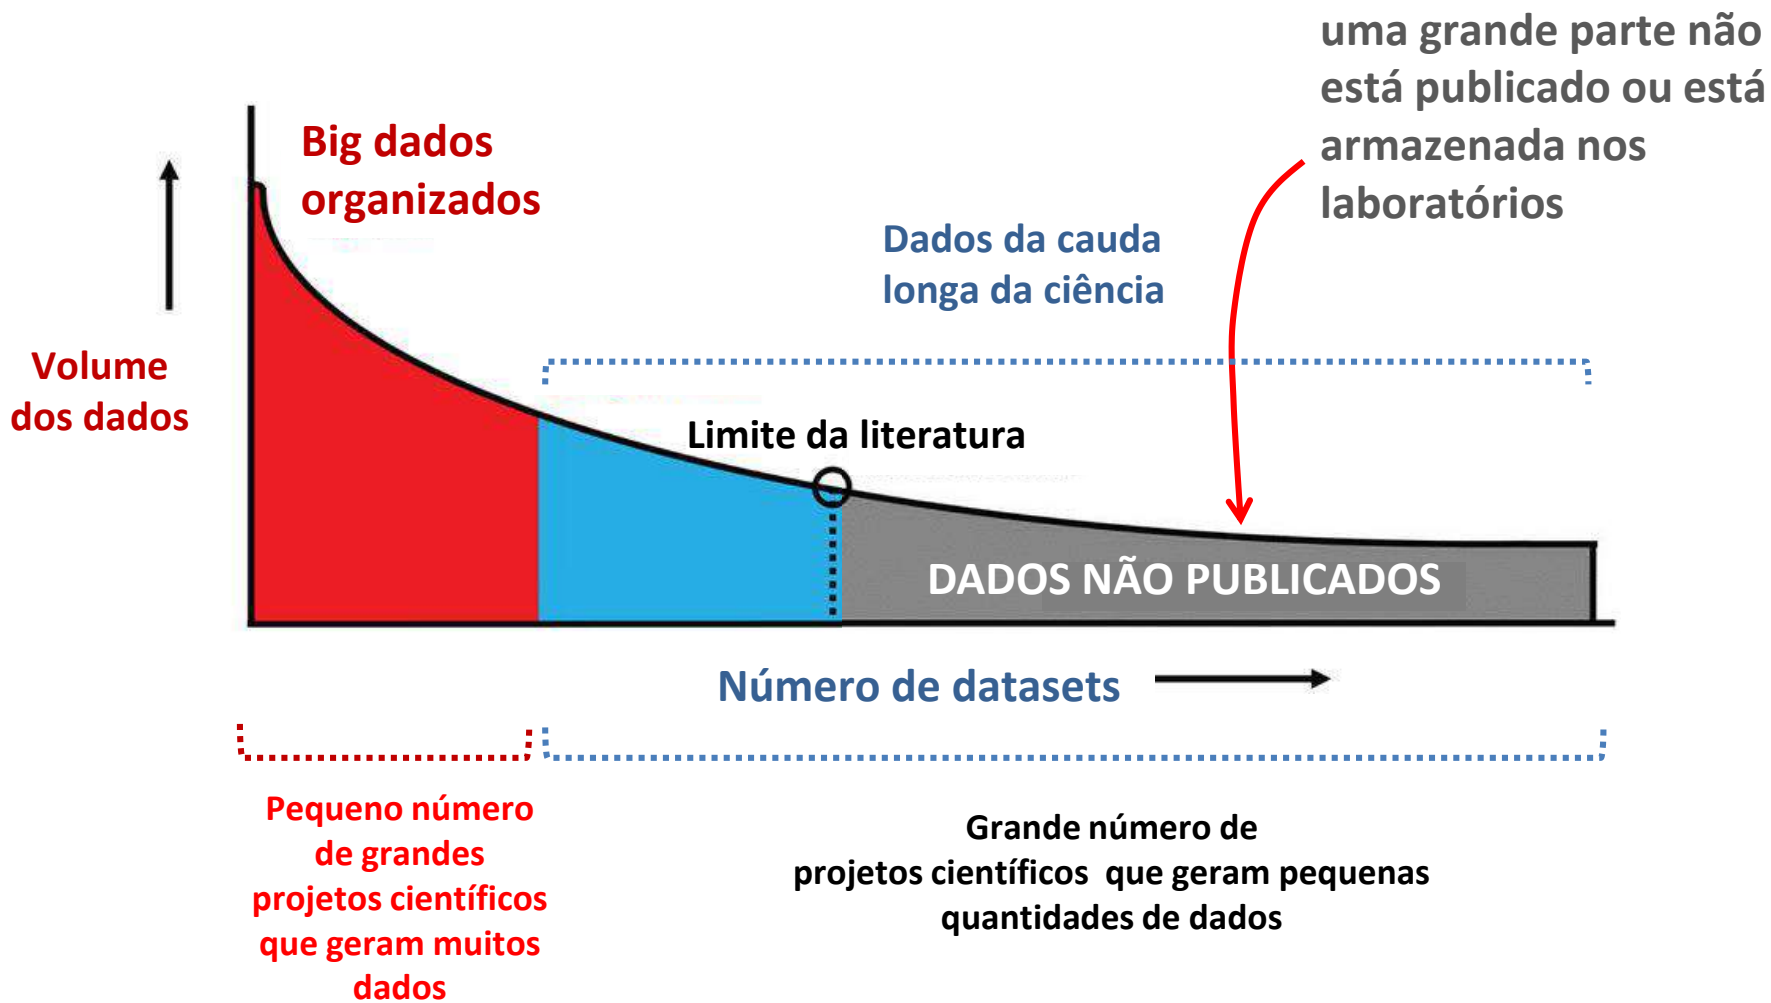 uma grande parte não
está publicado ou está
armazenada nos
laboratórios
Big dados
organizados
Dados da cauda
longa da ciência
Volume
dos dados
Limite da literatura
DADOS NÃO PUBLICADOS
Número de datasets
Pequeno número
de grandes
projetos científicos
que geram muitos
dados
Grande número de
projetos científicos que geram pequenas
quantidades de dados